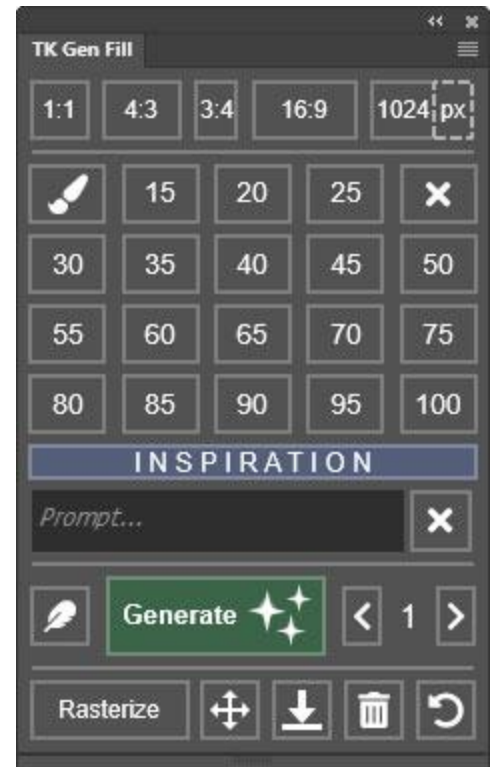 TK Gen Fill
1:1 4:3 3:4 16:9 1024 px
15 20 25
30 35 40 45 50
55 60 65 70 75
80 85 90 95 100
INSPIRATION
Prompt...
Generate 1
Rasterize